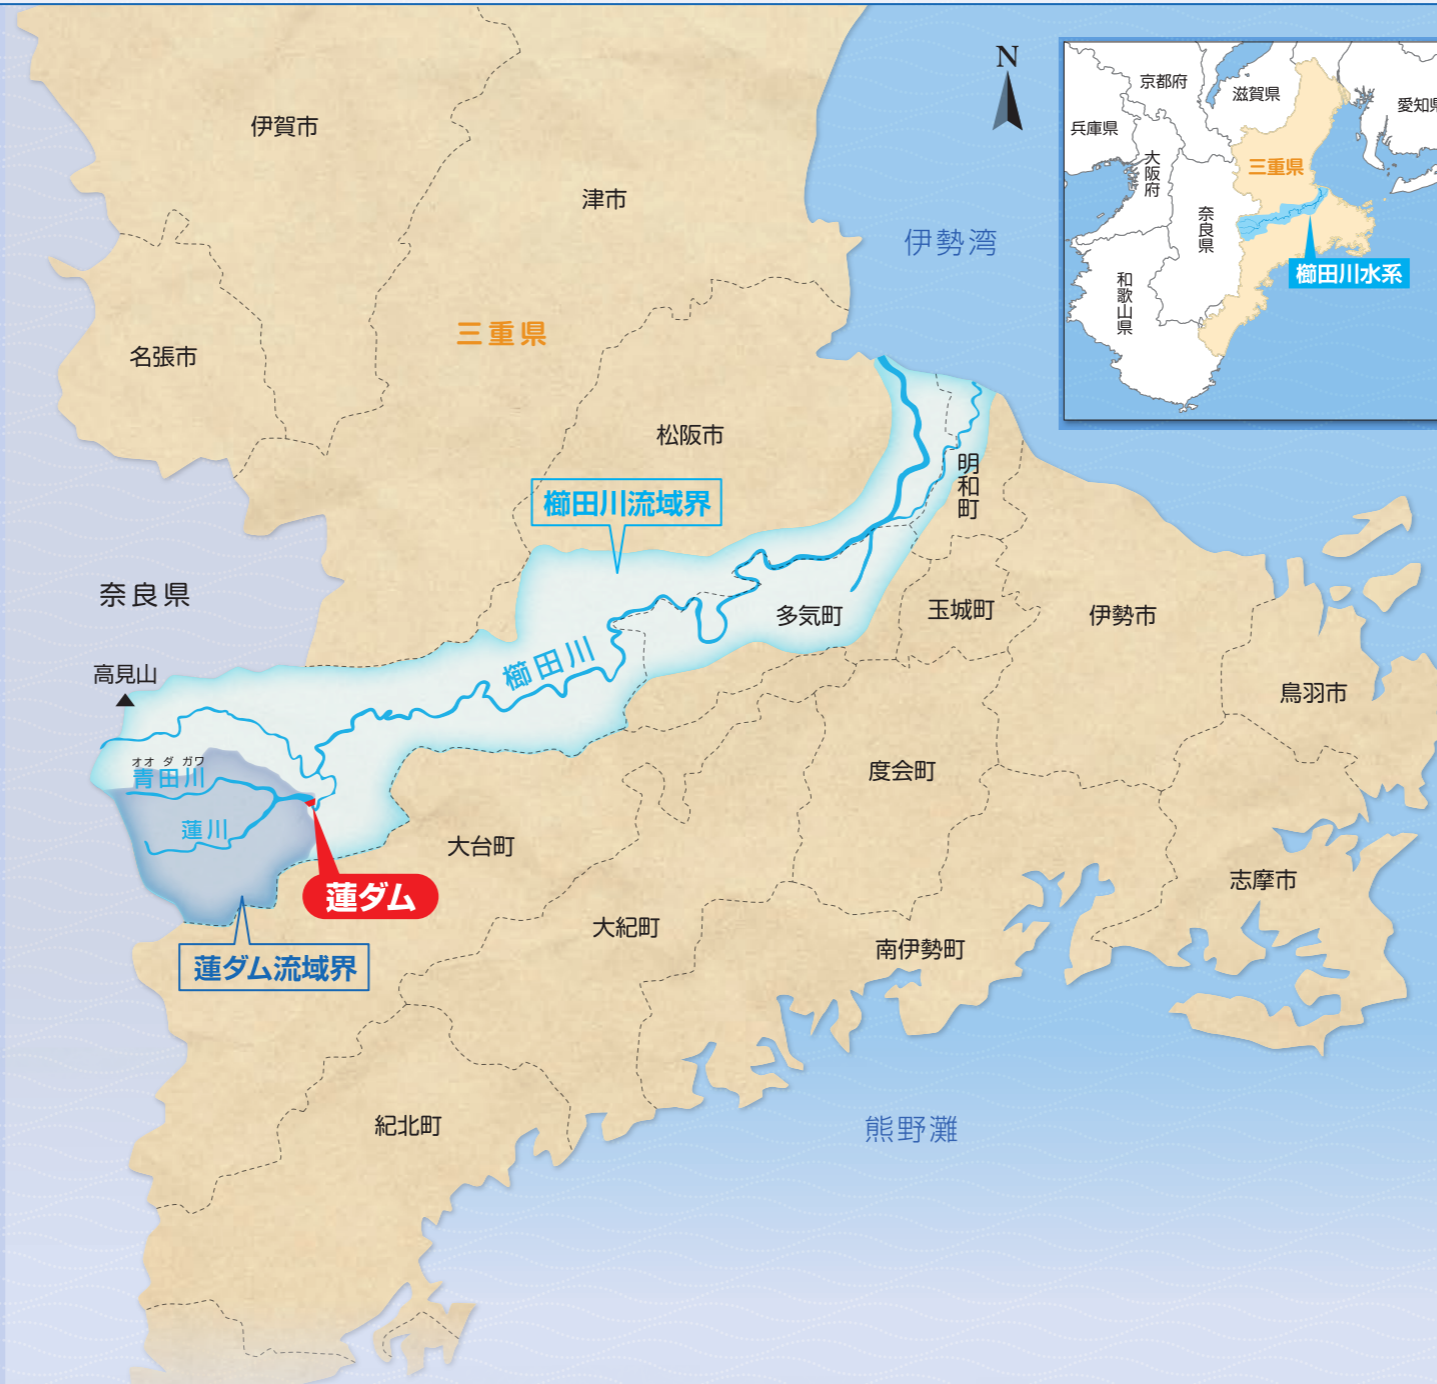 N
京都府
滋賀県
愛知県
兵庫県
大阪府
三重県
奈良県
和歌山県
櫛田川水系
伊賀市
津市
伊勢湾
三重県
名張市
松阪市
明和町
櫛田川流域界
奈良県
多気町
玉城町
伊勢市
櫛田川
高見山
鳥羽市
オオダガワ
青田川
度会町
蓮川
大台町
志摩市
蓮ダム
大紀町
南伊勢町
蓮ダム流域界
紀北町
熊野灘